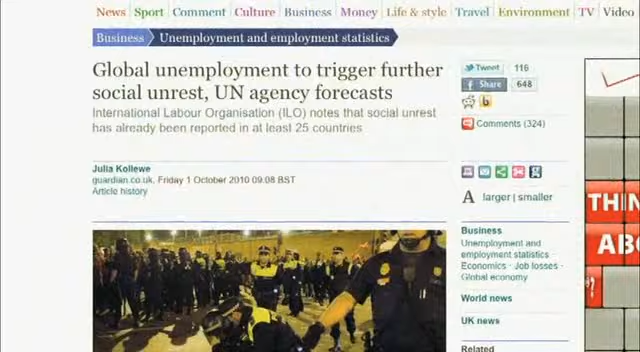 News Sport Comment Culture Business Money Life & style Travel Environment TV Video
Business Unemployment and employment statistics
Global unemployment to trigger further
social unrest, UN agency forecasts
International Labour Organisation (ILO) notes that social unrest
has already been reported in at least 25 countries
Julia Kollewe
guardian.co.uk, Friday 1 October 2010 09.08 BST
Article history
Tweet 116
Share 648
Comments (324)
A larger | smaller
Business
Unemployment and
employment statistics ·
Economics · Job losses ·
Global economy
World news
UK news
Related
THIN
ABO
?